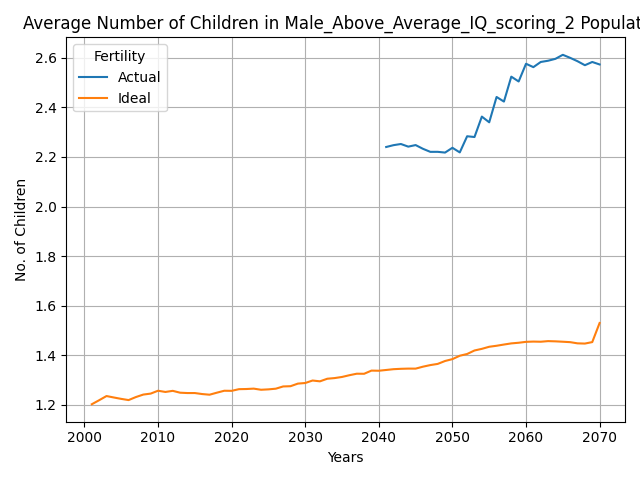 Average Number of Children in Male_Above_Average_IQ_scoring_2 Populat
Fertility
Actual
Ideal
No. of Children
2.6
2.4
2.2
2.0
1.8
1.6
1.4
1.2
2000 2010 2020 2030 2040 2050 2060 2070
Years